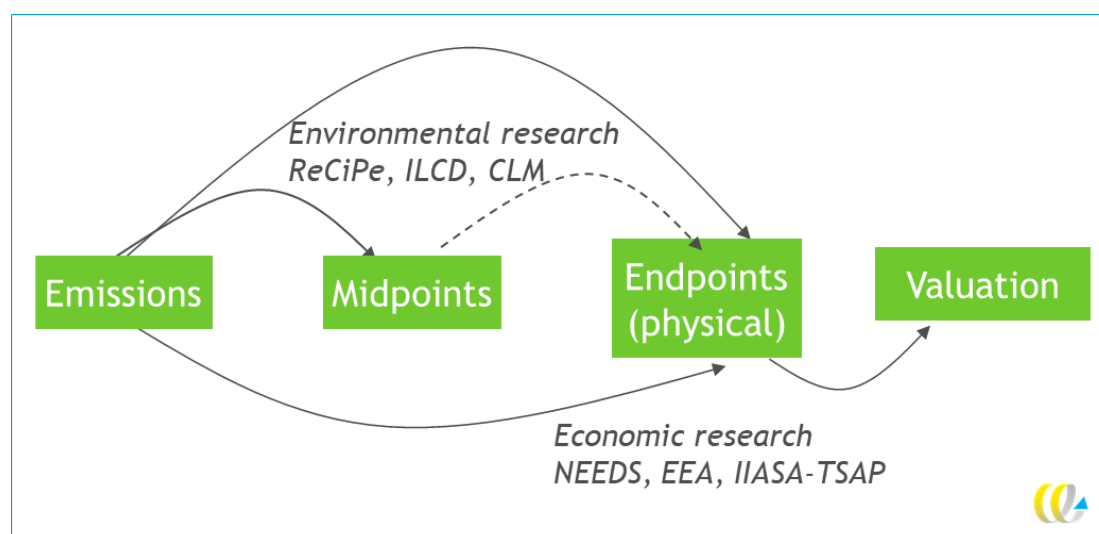 Environmental research
ReCiPe, ILCD, CLM
Emissions
Midpoints
Endpoints
(physical)
Valuation
Economic research
NEEDS, EEA, IIASA-TSAP